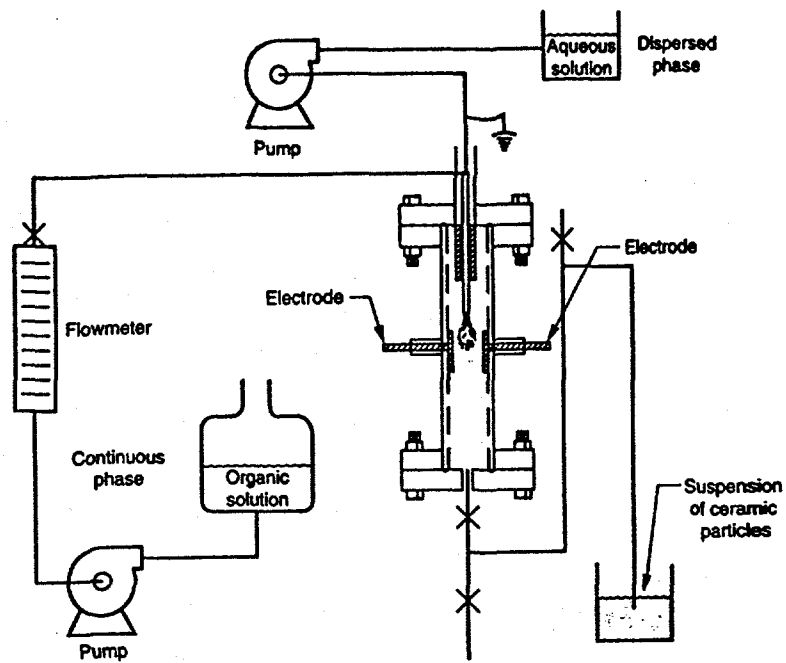 Aqueous
solution
Dispersed
phase
Pump
Electrode
Electrode
Flowmeter
Continuous
phase
Organic
solution
Suspension
of ceramic
particles
Pump